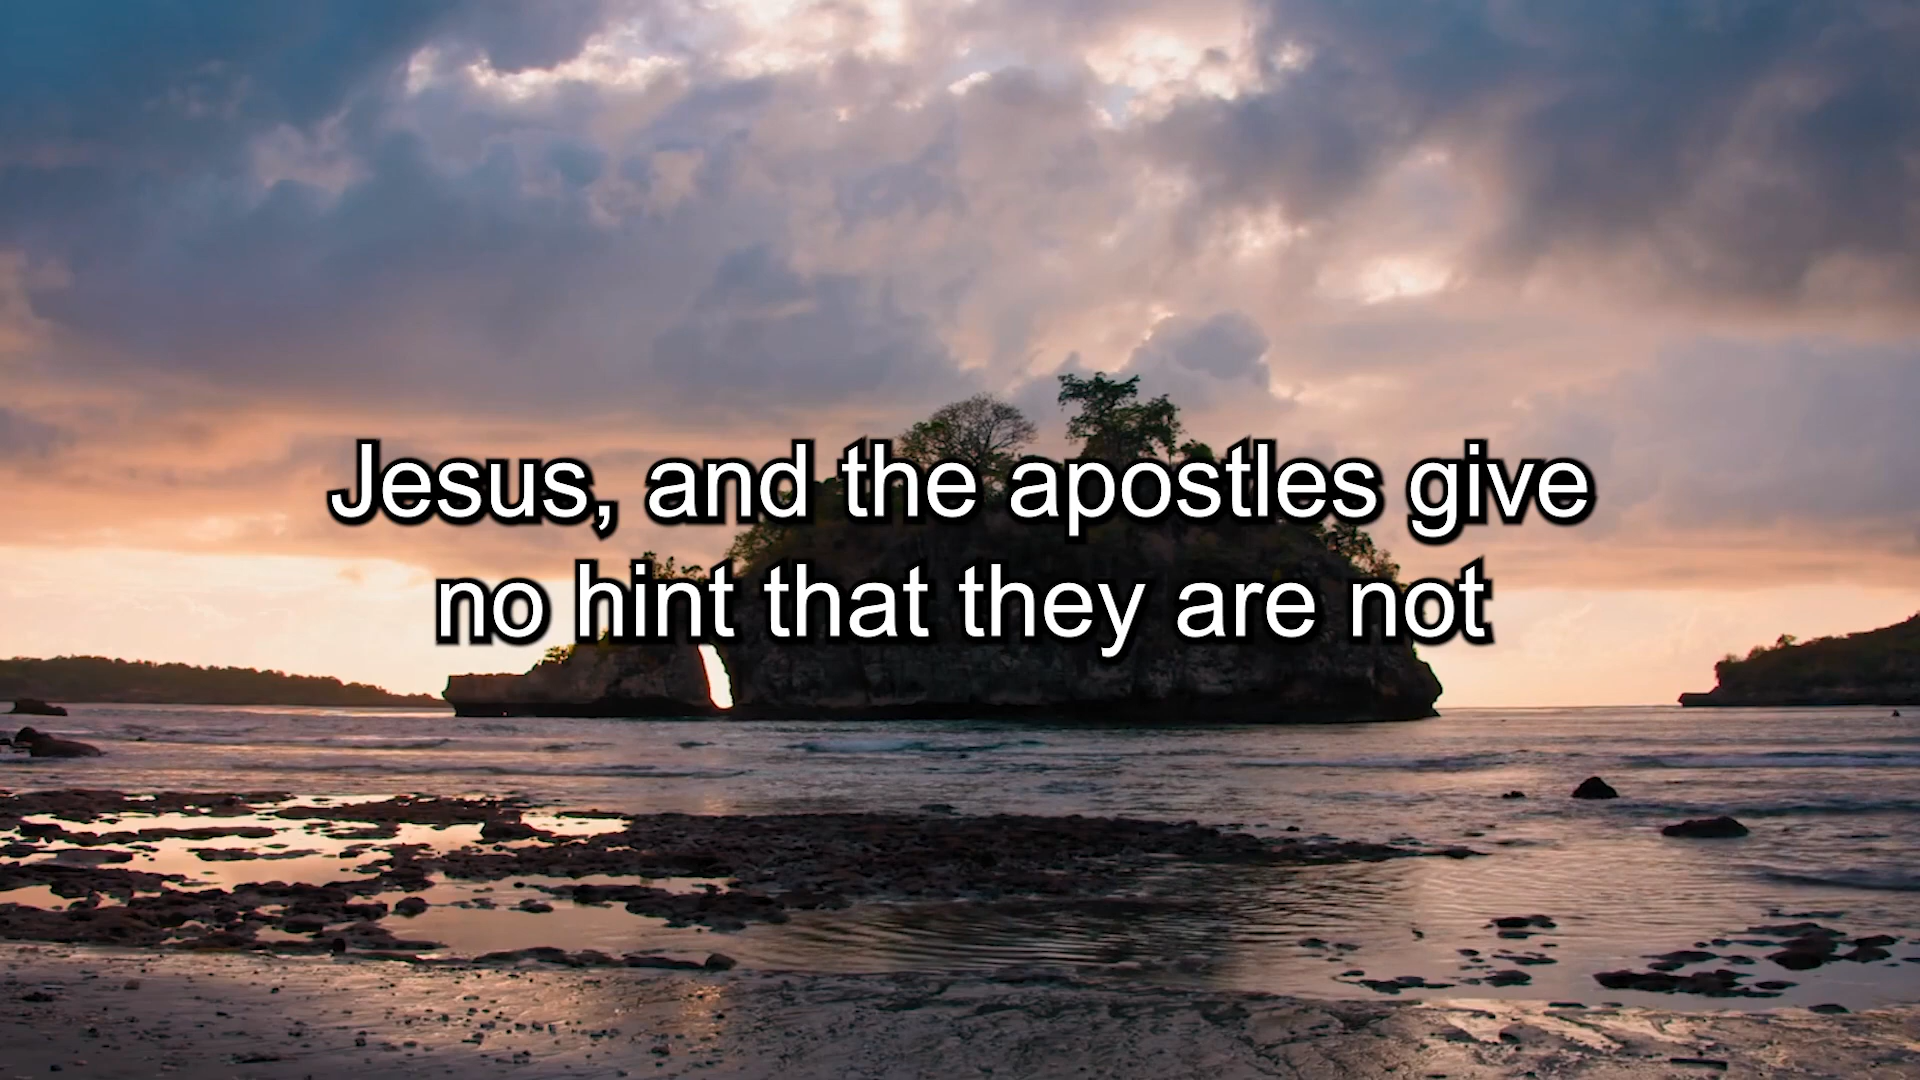 Jesus, and the apostles give
no hint that they are not